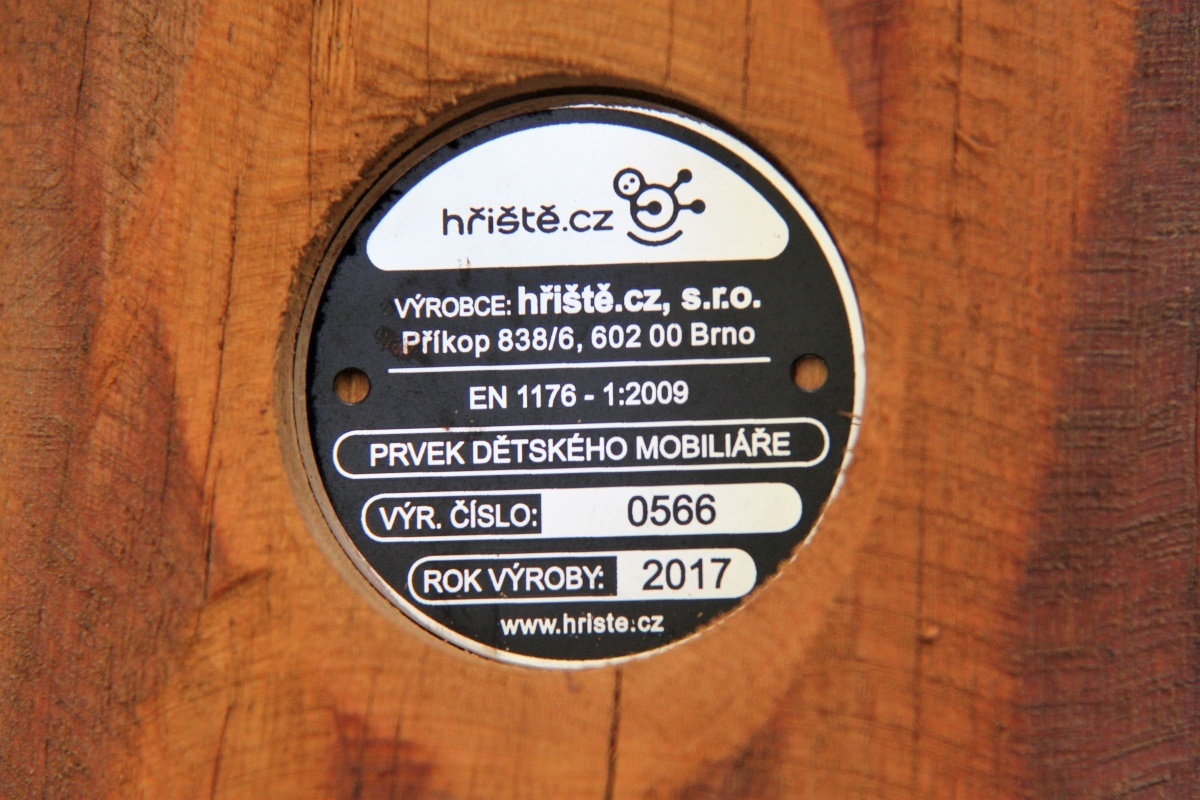 hřiště.cz
VÝROBCE: hřiště.cz, s.r.o.
Příkop 838/6, 602 00 Brno
EN 1176 - 1:2009
PRVEK DĚTSKÉHO MOBILIÁŘE
VÝR. ČÍSLO: 0566
ROK VÝROBY: 2017
www.hriste.cz